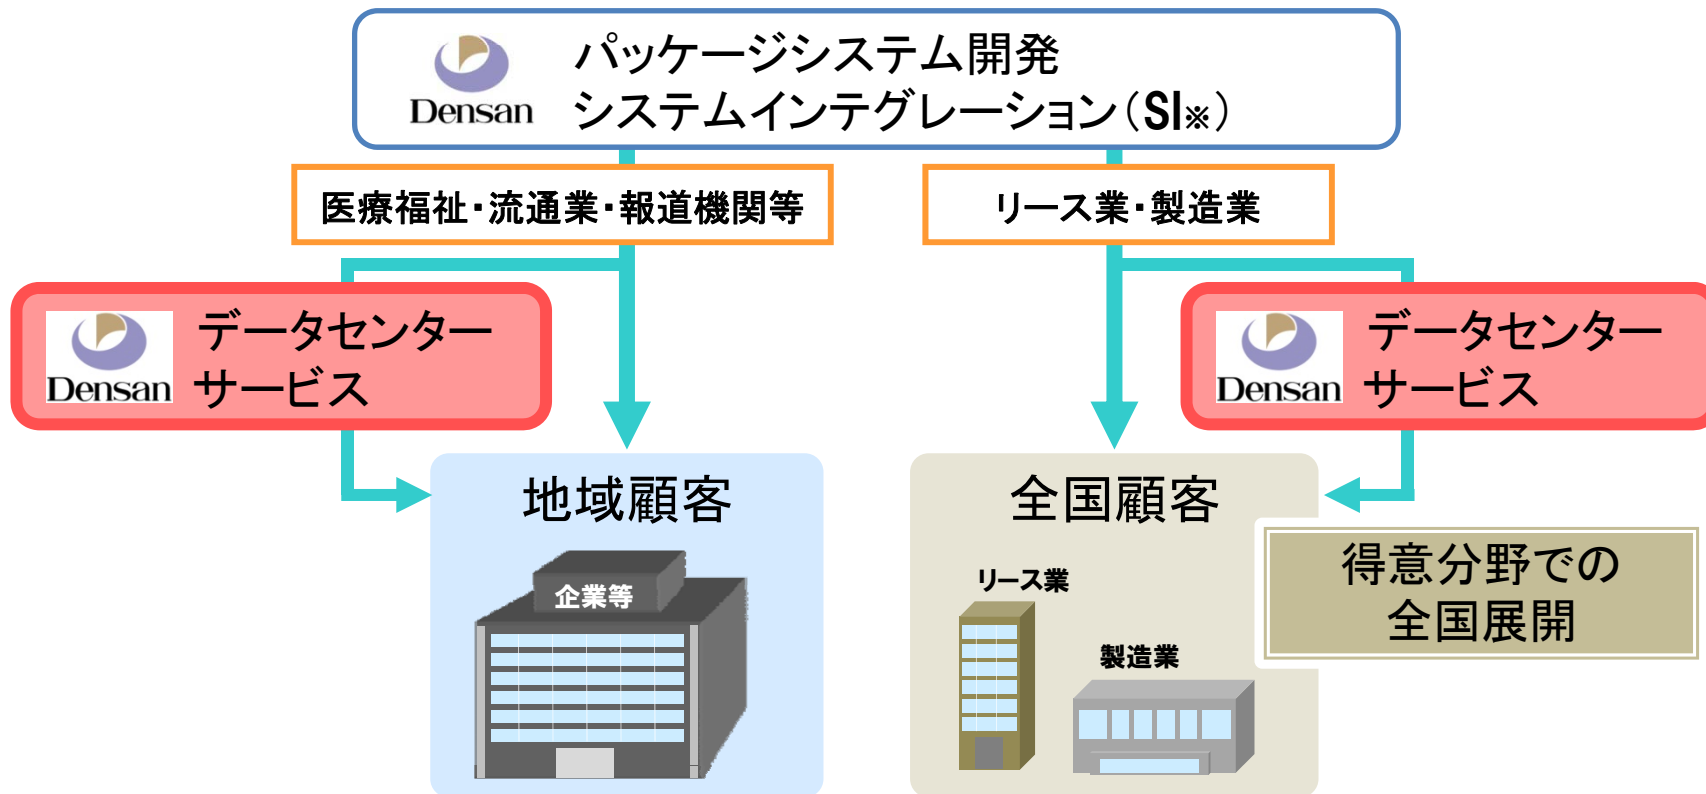 パッケージシステム開発
Densan
システムインテグレーション（SI※）
医療福祉・流通業・報道機関等
リース業・製造業
Densan
データセンター
サービス
Densan
データセンター
サービス
地域顧客
企業等
全国顧客
リース業
製造業
得意分野での
全国展開